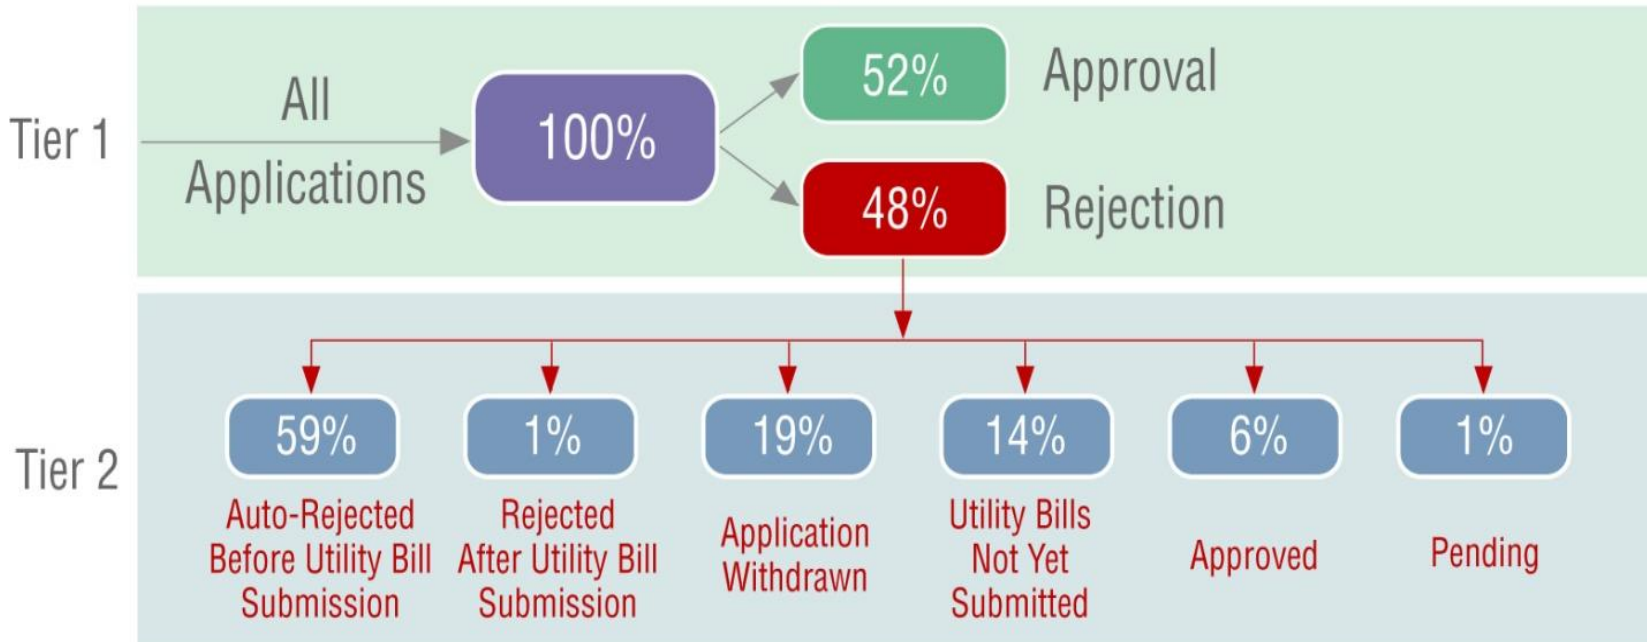 Tier 1
All
Applications
100%
52%
Approval
48%
Rejection
Tier 2
59%
1%
19%
14%
6%
1%
Auto-Rejected
Before Utility Bill
Submission
Rejected
After Utility Bill
Submission
Application
Withdrawn
Utility Bills
Not Yet
Submitted
Approved
Pending